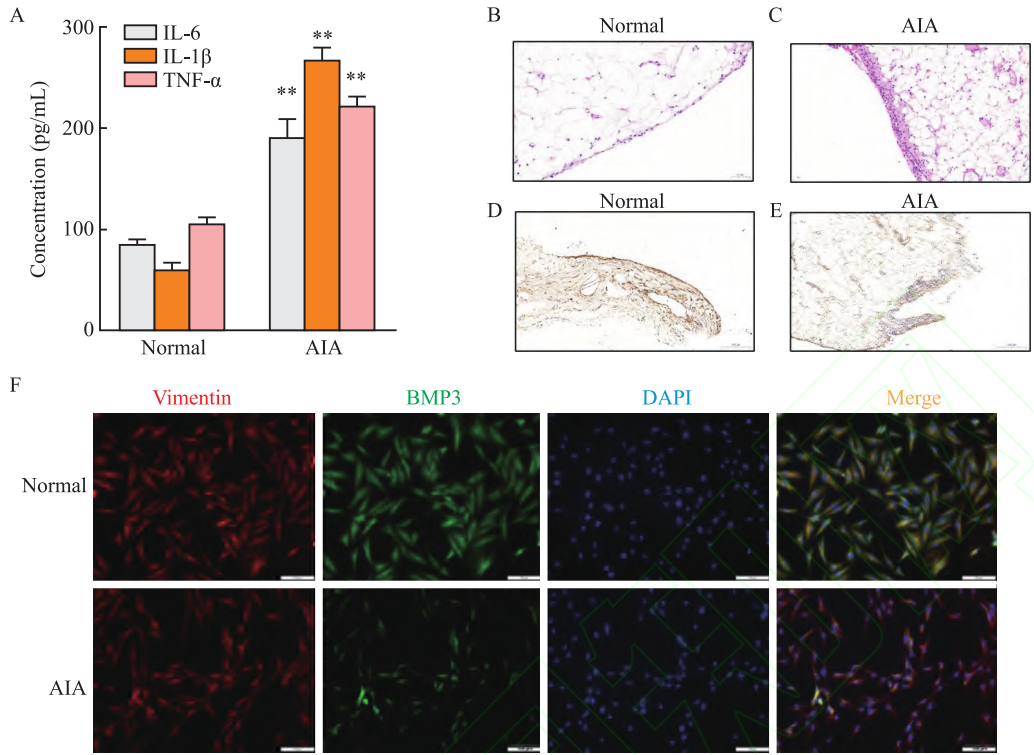 A
300
200
100
0
Concentration (pg/mL)
IL-6
IL-1β
TNF-α
**
**
**
Normal
AIA
B
Normal
C
AIA
D
Normal
E
AIA
F
Vimentin
BMP3
DAPI
Merge
Normal
AIA